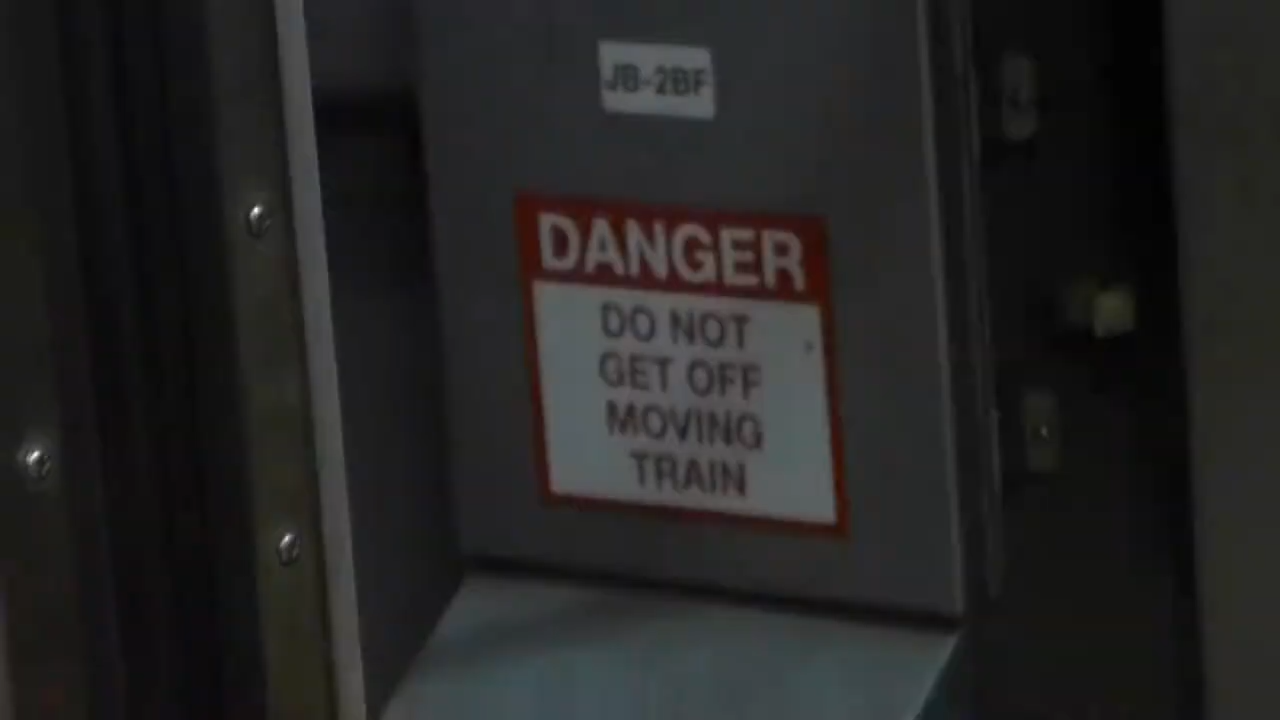 JB-2BF
DANGER
DO NOT
GET OFF
MOVING
TRAIN